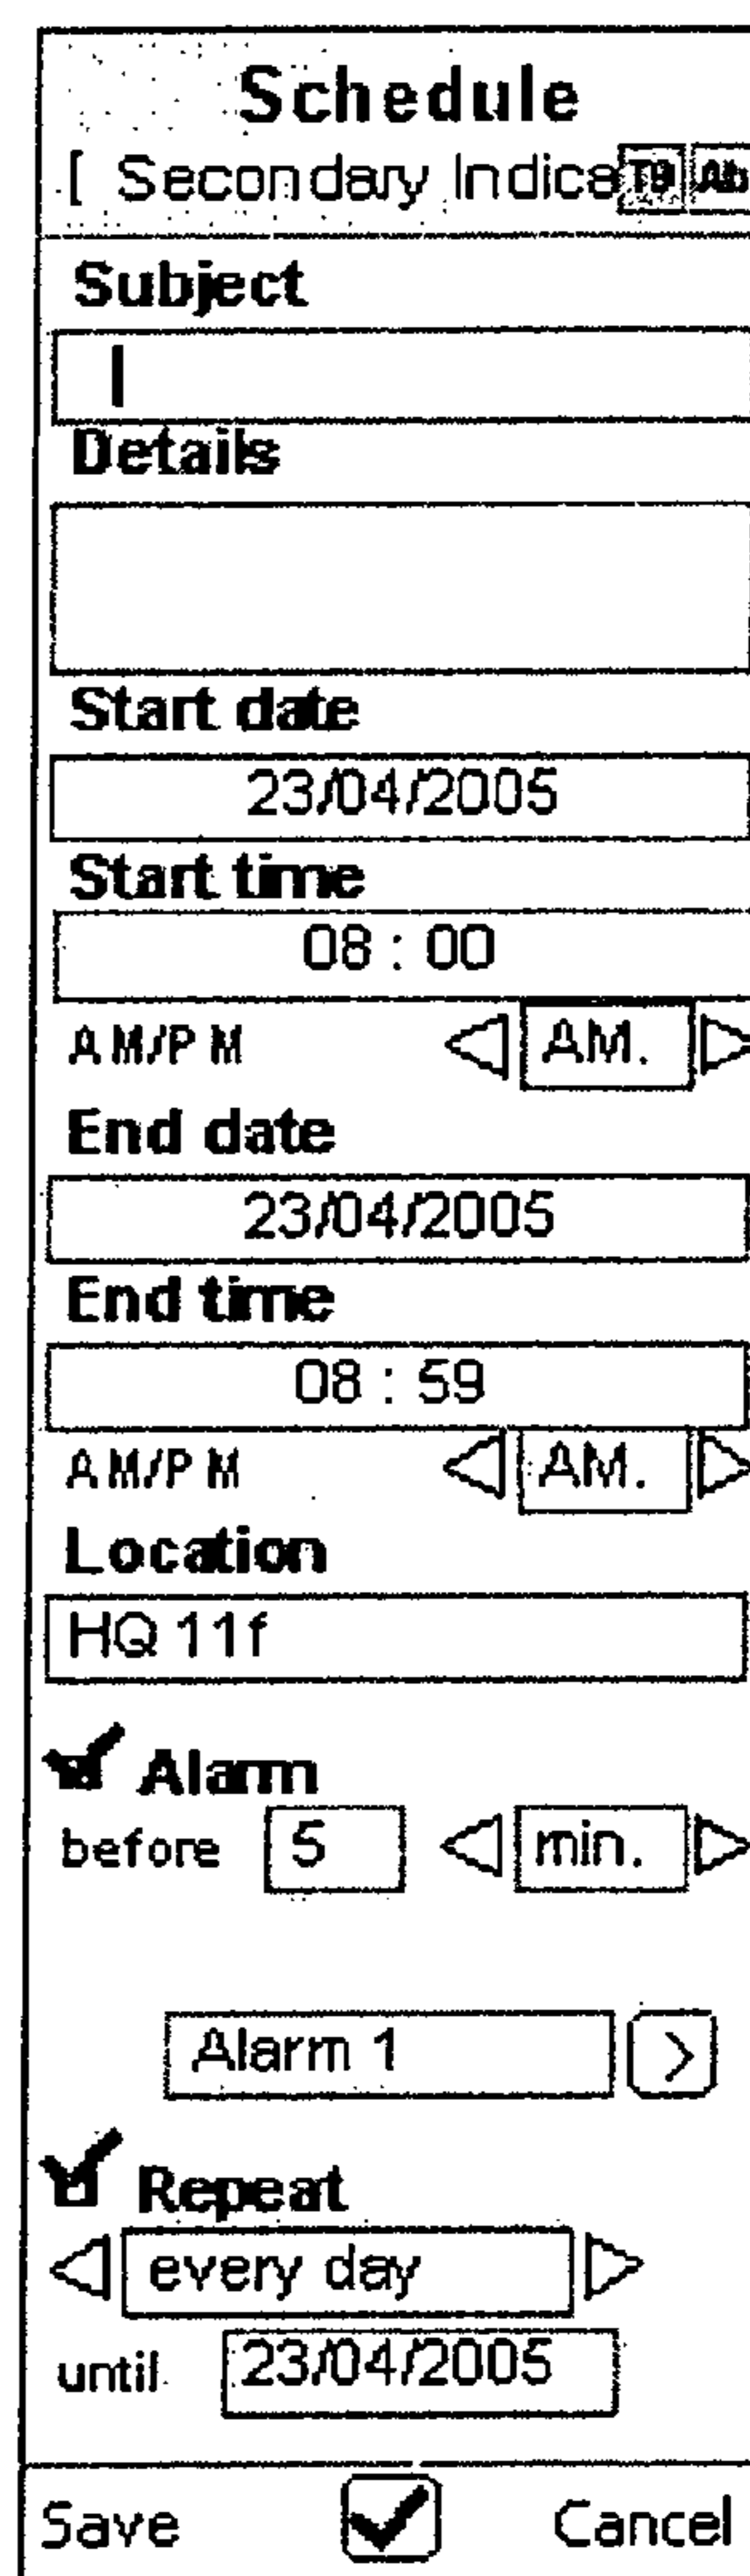 Schedule
[ Secondary Indica T9 Ab
Subject
Details
Start date
23/04/2005
Start time
08 : 00
AM/PM AM.
End date
23/04/2005
End time
08 : 59
AM/PM AM.
Location
HQ 11f
Alarm
before 5 min.
Alarm 1 >
Repeat
every day
until 23/04/2005
Save Cancel